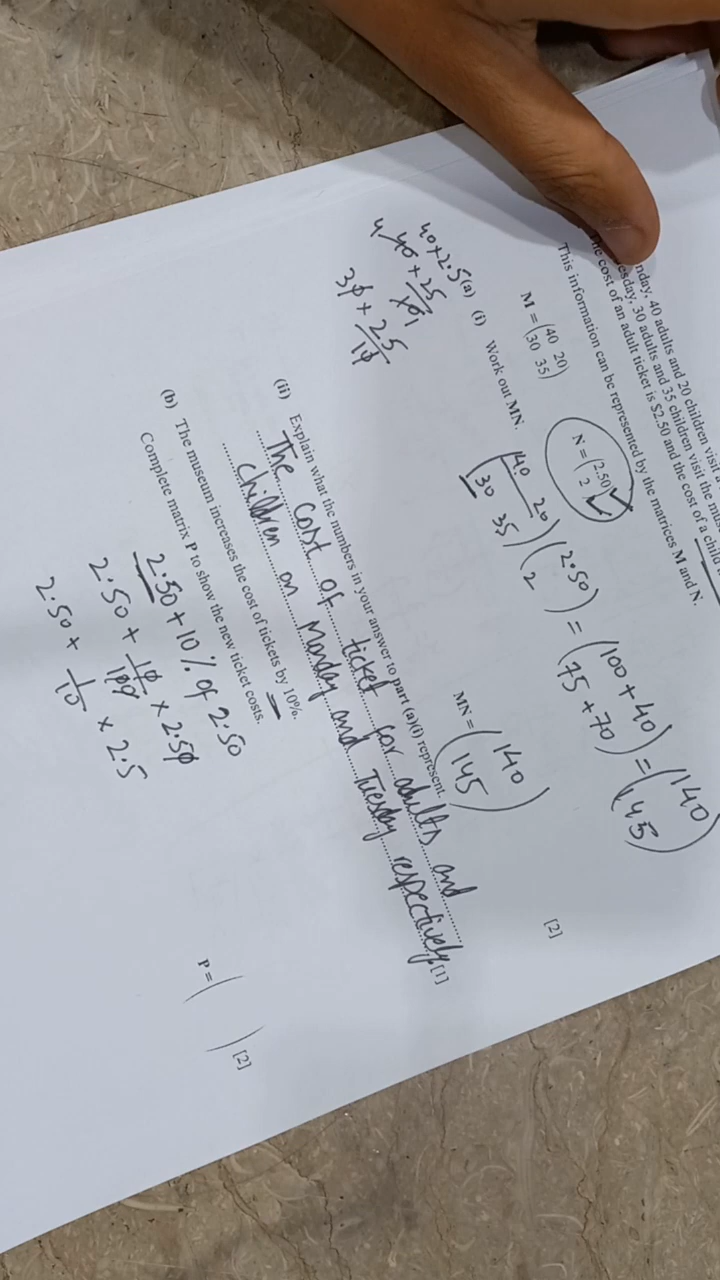 nday, 40 adults and 20 children visit
esday, 30 adults and 35 children visit the
he cost of an adult ticket is $2.50 and the cost of a child
This information can be represented by the matrices M and N.
M = (40 20
30 35)
N = (2.50
2)
(a) (i) Work out MN.
(40 20
30 35) (2.50
2) = (100 + 40
75 + 70) = (140
145)
40 × 2.5
4 40 × 25
10 1
30 × 25
10
MN = (140
145) [2]
(ii) Explain what the numbers in your answer to part (a)(i) represent.
The cost of ticket for adults and
children on Monday and Tuesday respectively. [1]
(b) The museum increases the cost of tickets by 10%.
Complete matrix P to show the new ticket costs.
2.50 + 10% of 2.50
2.50 + 10/100 × 2.50
2.50 + 1/10 × 2.5
P = ( ) [2]